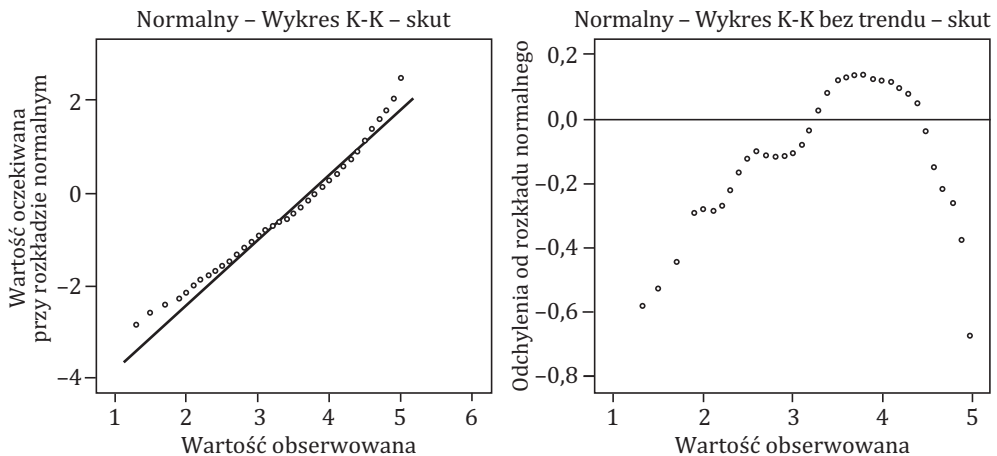 Normalny – Wykres K-K – skut
Wartość oczekiwana
przy rozkładzie normalnym
2
0
−2
−4
1 2 3 4 5 6
Wartość obserwowana
Normalny – Wykres K-K bez trendu – skut
Odchylenia od rozkładu normalnego
0,2
0,0
−0,2
−0,4
−0,6
−0,8
1 2 3 4 5
Wartość obserwowana